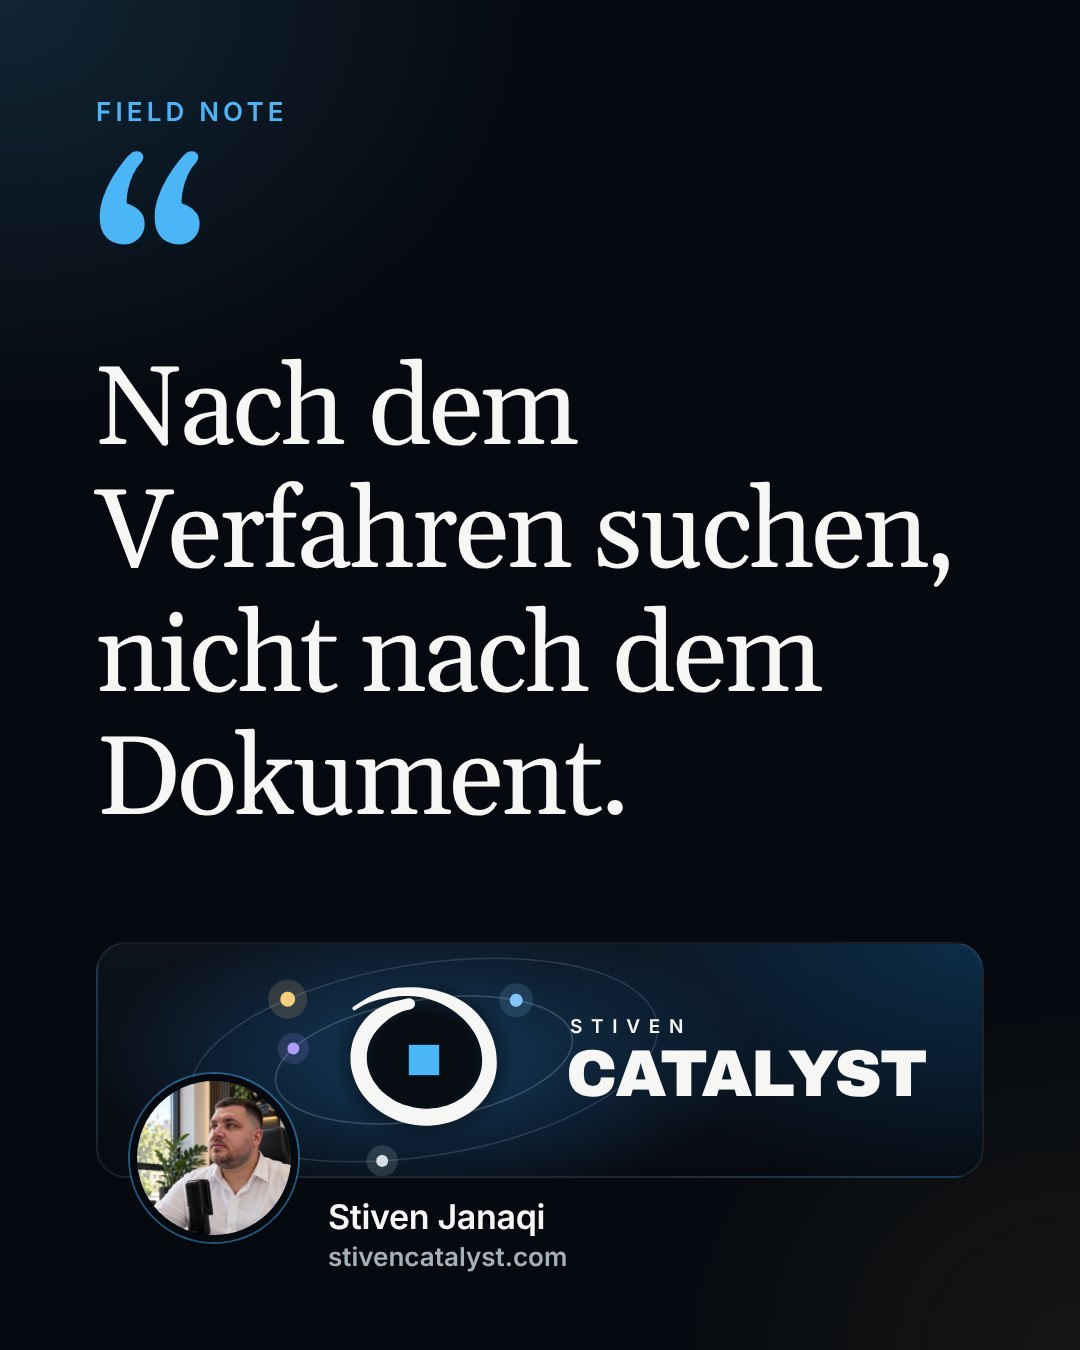 FIELD NOTE
“
Nach dem
Verfahren suchen,
nicht nach dem
Dokument.
STIVEN
CATALYST
Stiven Janaqi
stivencatalyst.com